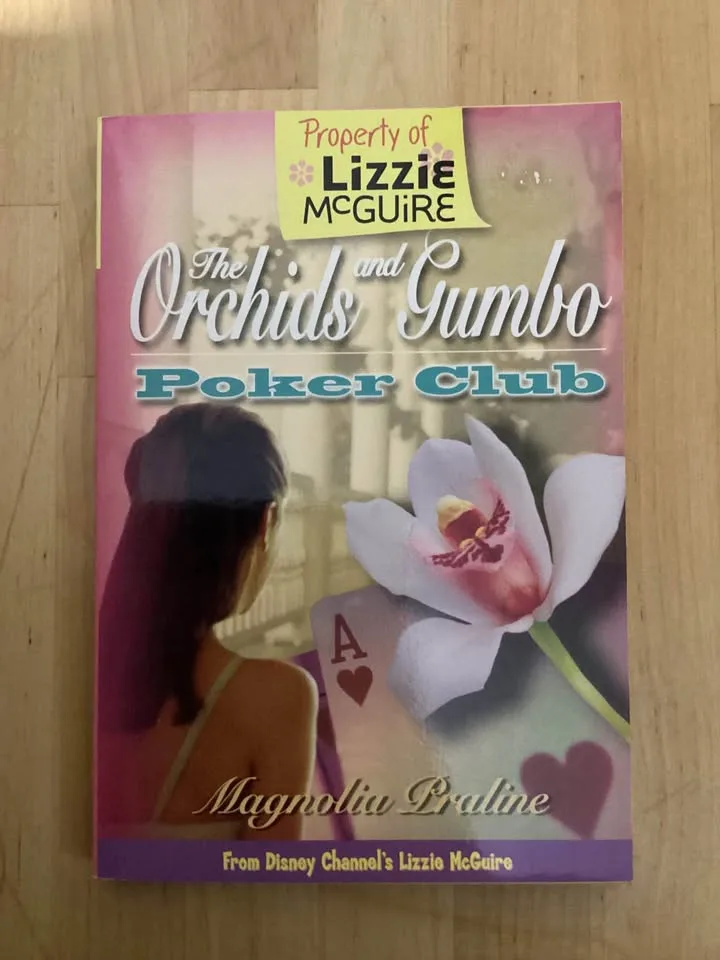 Property of
Lizzie
McGUiRE
The Orchids and Gumbo
Poker Club
A
Magnolia Praline
From Disney Channel's Lizzie McGuire